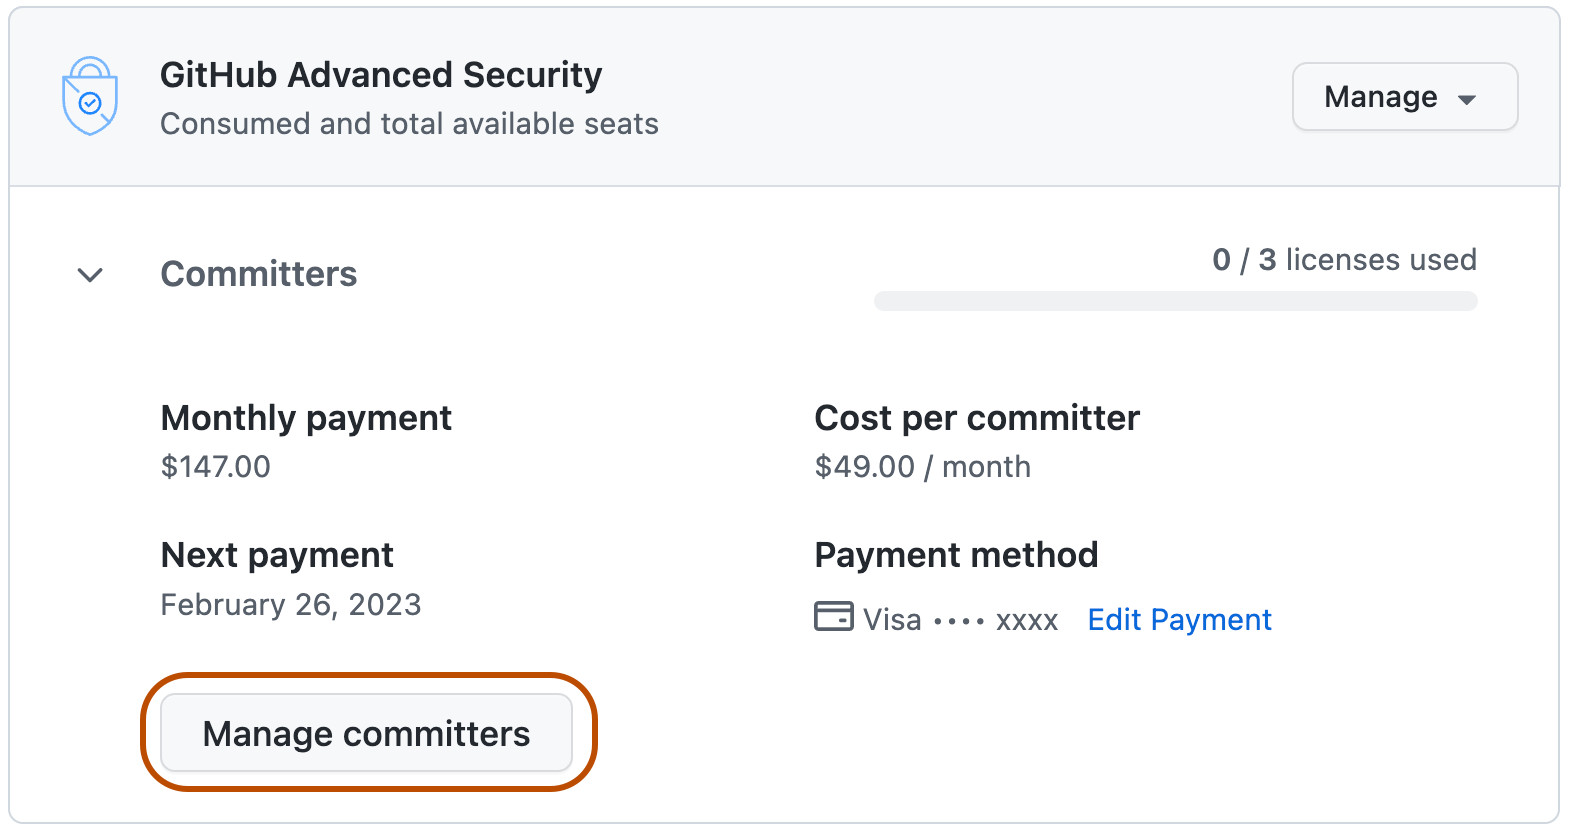 GitHub Advanced Security
Consumed and total available seats
Manage
Committers
0 / 3 licenses used
Monthly payment
$147.00
Cost per committer
$49.00 / month
Next payment
February 26, 2023
Payment method
Visa •••• xxxx Edit Payment
Manage committers